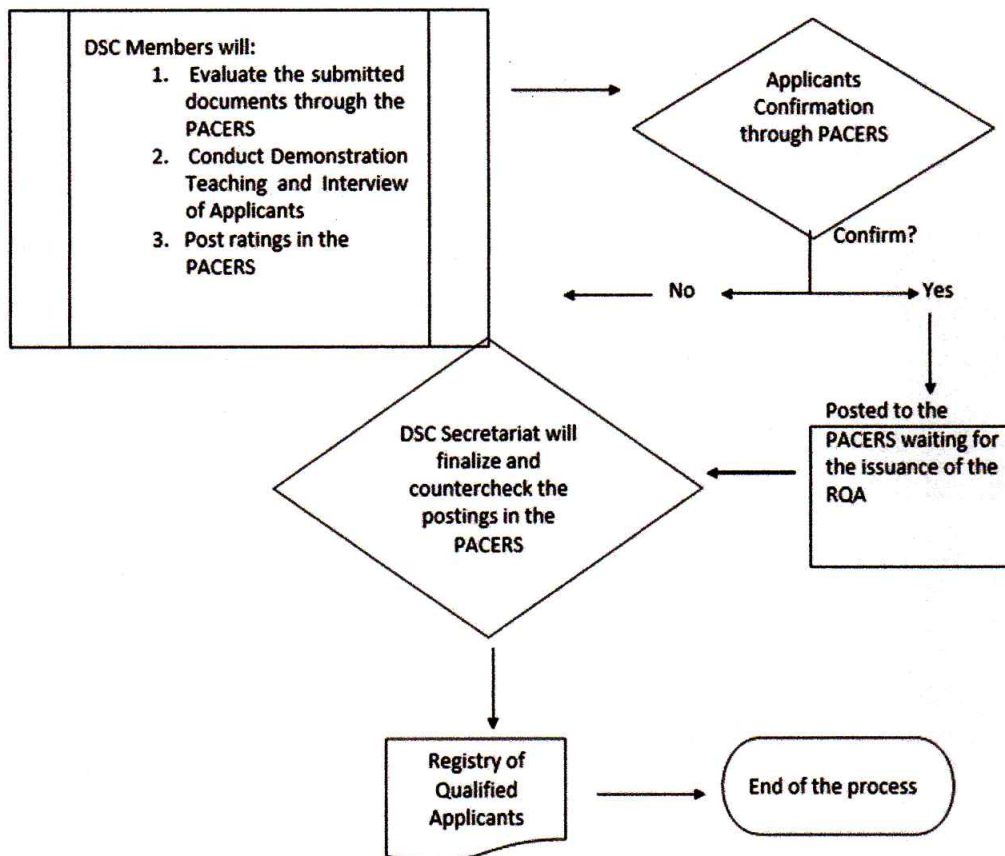 DSC Members will:
1. Evaluate the submitted
documents through the
PACERS
2. Conduct Demonstration
Teaching and Interview
of Applicants
3. Post ratings in the
PACERS
Applicants
Confirmation
through PACERS
Confirm?
No
Yes
Posted to the
PACERS waiting for
the issuance of the
RQA
DSC Secretariat will
finalize and
countercheck the
postings in the
PACERS
Registry of
Qualified
Applicants
End of the process